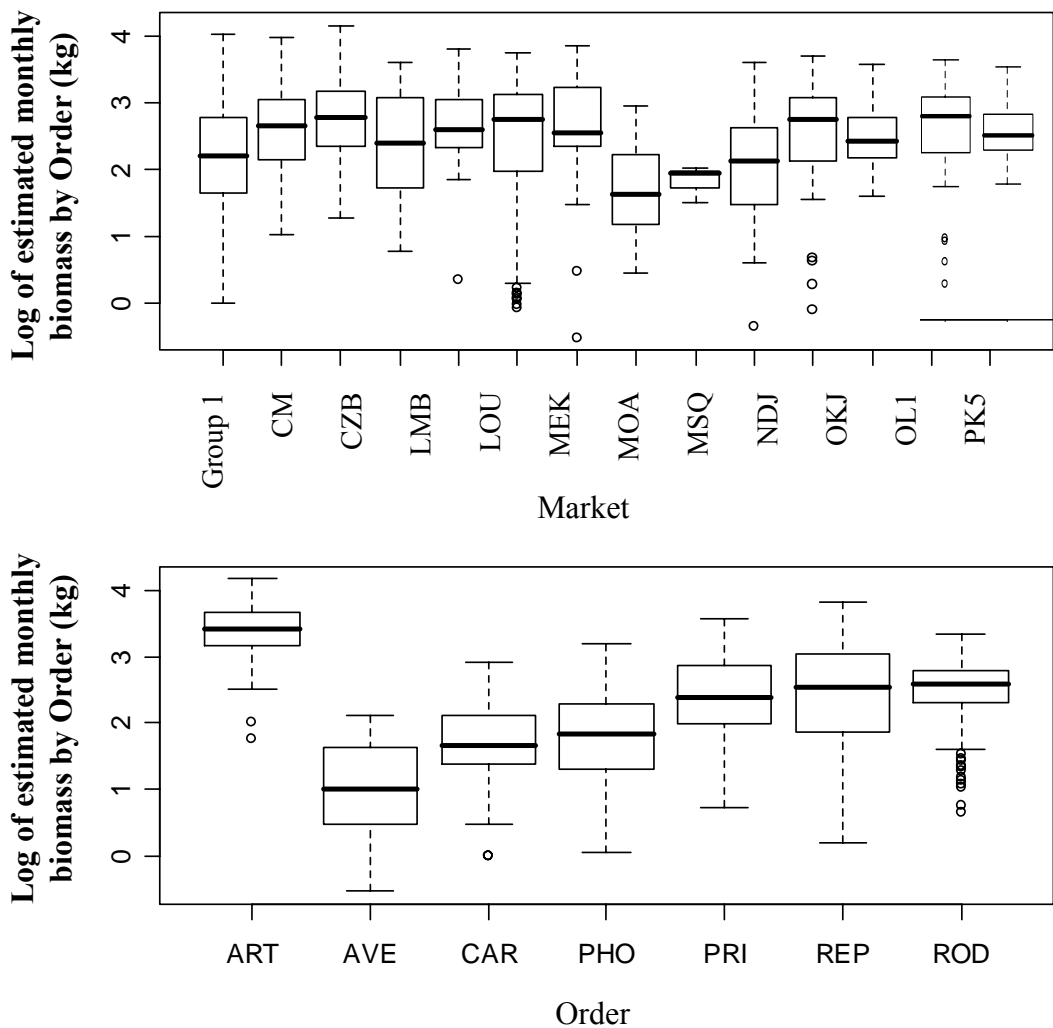 Log of estimated monthly
biomass by Order (kg)
4
3
2
1
0
Group 1
CM
CZB
LMB
LOU
MEK
MOA
MSQ
NDJ
OKJ
OL1
PK5
Market
Log of estimated monthly
biomass by Order (kg)
4
3
2
1
0
ART AVE CAR PHO PRI REP ROD
Order